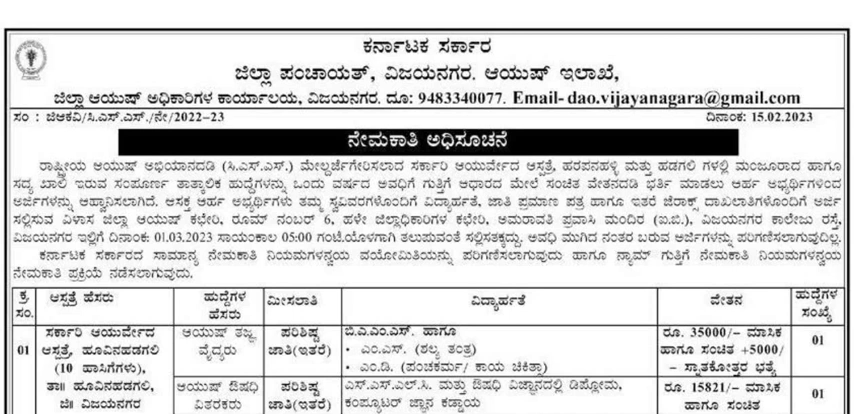 ಕರ್ನಾಟಕ ಸರ್ಕಾರ
ಜಿಲ್ಲಾ ಪಂಚಾಯತ್, ವಿಜಯನಗರ. ಆಯುಷ್ ಇಲಾಖೆ,
ಜಿಲ್ಲಾ ಆಯುಷ್ ಅಧಿಕಾರಿಗಳ ಕಾರ್ಯಾಲಯ, ವಿಜಯನಗರ. ದೂ: 9483340077. Email- dao.vijayanagara@gmail.com
ಸಂ : ಜಿಆಕವಿ/ಸಿ.ಎಸ್.ಎಸ್./ನೇ/2022-23 ದಿನಾಂಕ: 15.02.2023
ನೇಮಕಾತಿ ಅಧಿಸೂಚನೆ
ರಾಷ್ಟ್ರೀಯ ಆಯುಷ್ ಅಭಿಯಾನದಡಿ (ಸಿ.ಎಸ್.ಎಸ್.) ಮೇಲ್ದರ್ಜೆಗೇರಿಸಲಾದ ಸರ್ಕಾರಿ ಆಯುರ್ವೇದ ಆಸ್ಪತ್ರೆ, ಹರಪನಹಳ್ಳಿ ಮತ್ತು ಹಡಗಲಿ ಗಳಲ್ಲಿ ಮಂಜೂರಾದ ಹಾಗೂ
ಸದ್ಯ ಖಾಲಿ ಇರುವ ಸಂಪೂರ್ಣ ತಾತ್ಕಾಲಿಕ ಹುದ್ದೆಗಳನ್ನು ಒಂದು ವರ್ಷದ ಅವಧಿಗೆ ಗುತ್ತಿಗೆ ಆಧಾರದ ಮೇಲೆ ಸಂಚಿತ ವೇತನದಡಿ ಭರ್ತಿ ಮಾಡಲು ಅರ್ಹ ಅಭ್ಯರ್ಥಿಗಳಿಂದ
ಅರ್ಜಿಗಳನ್ನು ಆಹ್ವಾನಿಸಲಾಗಿದೆ. ಆಸಕ್ತ ಅರ್ಹ ಅಭ್ಯರ್ಥಿಗಳು ತಮ್ಮ ಸ್ವವಿವರಗಳೊಂದಿಗೆ ವಿದ್ಯಾರ್ಹತೆ, ಜಾತಿ ಪ್ರಮಾಣ ಪತ್ರ ಹಾಗೂ ಇತರೆ ಜೆರಾಕ್ಸ್ ದಾಖಲಾತಿಗಳೊಂದಿಗೆ ಅರ್ಜಿ
ಸಲ್ಲಿಸುವ ವಿಳಾಸ ಜಿಲ್ಲಾ ಆಯುಷ್ ಕಛೇರಿ, ರೂಮ್ ನಂಬರ್ 6, ಹಳೇ ಜಿಲ್ಲಾಧಿಕಾರಿಗಳ ಕಛೇರಿ, ಅಮರಾವತಿ ಪ್ರವಾಸಿ ಮಂದಿರ (ಐ.ಬಿ.), ವಿಜಯನಗರ ಕಾಲೇಜು ರಸ್ತೆ,
ವಿಜಯನಗರ ಇಲ್ಲಿಗೆ ದಿನಾಂಕ: 01.03.2023 ಸಾಯಂಕಾಲ 05:00 ಗಂಟೆ.ಯೊಳಗಾಗಿ ತಲುಪುವಂತೆ ಸಲ್ಲಿಸತಕ್ಕದ್ದು. ಅವಧಿ ಮುಗಿದ ನಂತರ ಬರುವ ಅರ್ಜಿಗಳನ್ನು ಪರಿಗಣಿಸಲಾಗುವುದಿಲ್ಲ.
ಕರ್ನಾಟಕ ಸರ್ಕಾರದ ಸಾಮಾನ್ಯ ನೇಮಕಾತಿ ನಿಯಮಗಳನ್ವಯ ವಯೋಮಿತಿಯನ್ನು ಪರಿಗಣಿಸಲಾಗುವುದು ಹಾಗೂ ನ್ಯಾಮ್ ಗುತ್ತಿಗೆ ನೇಮಕಾತಿ ನಿಯಮಗಳನ್ವಯ
ನೇಮಕಾತಿ ಪ್ರಕ್ರಿಯೆ ನಡೆಸಲಾಗುವುದು.
ಕ್ರ. ಸಂ. ಆಸ್ಪತ್ರೆ ಹೆಸರು ಹುದ್ದೆಗಳ ಹೆಸರು ಮೀಸಲಾತಿ ವಿದ್ಯಾರ್ಹತೆ ವೇತನ ಹುದ್ದೆಗಳ ಸಂಖ್ಯೆ
ಸರ್ಕಾರಿ ಆಯುರ್ವೇದ ಆಯುಷ್ ತಜ್ಞ ಪರಿಶಿಷ್ಟ ಬಿ.ಎ.ಎಂ.ಎಸ್. ಹಾಗೂ ರೂ. 35000/- ಮಾಸಿಕ
01 ಆಸ್ಪತ್ರೆ, ಹೂವಿನಹಡಗಲಿ ವೈದ್ಯರು ಜಾತಿ(ಇತರೆ) • ಎಂ.ಎಸ್. (ಶಲ್ಯ ತಂತ್ರ) ಹಾಗೂ ಸಂಚಿತ +5000/ 01
(10 ಹಾಸಿಗೆಗಳು), • ಎಂ.ಡಿ. (ಪಂಚಕರ್ಮ/ ಕಾಯ ಚಿಕಿತ್ಸಾ) - ಸ್ನಾತಕೋತ್ತರ ಭತ್ಯೆ
ತಾ॥ ಹೂವಿನಹಡಗಲಿ, ಆಯುಷ್ ಔಷಧಿ ಪರಿಶಿಷ್ಟ ಎಸ್.ಎಸ್.ಎಲ್.ಸಿ. ಮತ್ತು ಔಷಧಿ ವಿಜ್ಞಾನದಲ್ಲಿ ಡಿಪ್ಲೋಮ, ರೂ. 15821/- ಮಾಸಿಕ 01
ಜಿ॥ ವಿಜಯನಗರ ವಿತರಕರು ಜಾತಿ(ಇತರೆ) ಕಂಪ್ಯೂಟರ್ ಜ್ಞಾನ ಕಡ್ಡಾಯ ಹಾಗೂ ಸಂಚಿತ